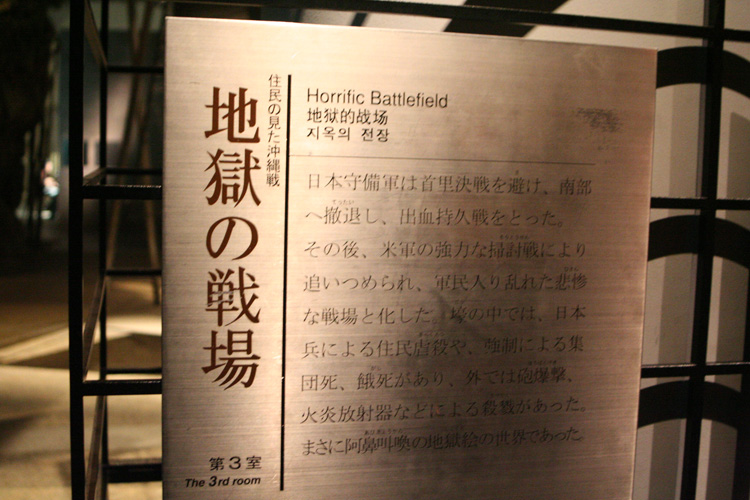 住民の見た沖縄戦
地獄の戦場
Horrific Battlefield
地狱的战场
지옥의 전장
日本守備軍は首里決戦を避け、南部
へ撤退し、出血持久戦をとった。
その後、米軍の強力な掃討戦により
追いつめられ、軍民入り乱れた悲惨
な戦場と化した。壕の中では、日本
兵による住民虐殺や、強制による集
団死、餓死があり、外では砲爆撃、
火炎放射器などによる殺戮があった。
まさに阿鼻叫喚の地獄絵の世界であった。
第3室
The 3rd room